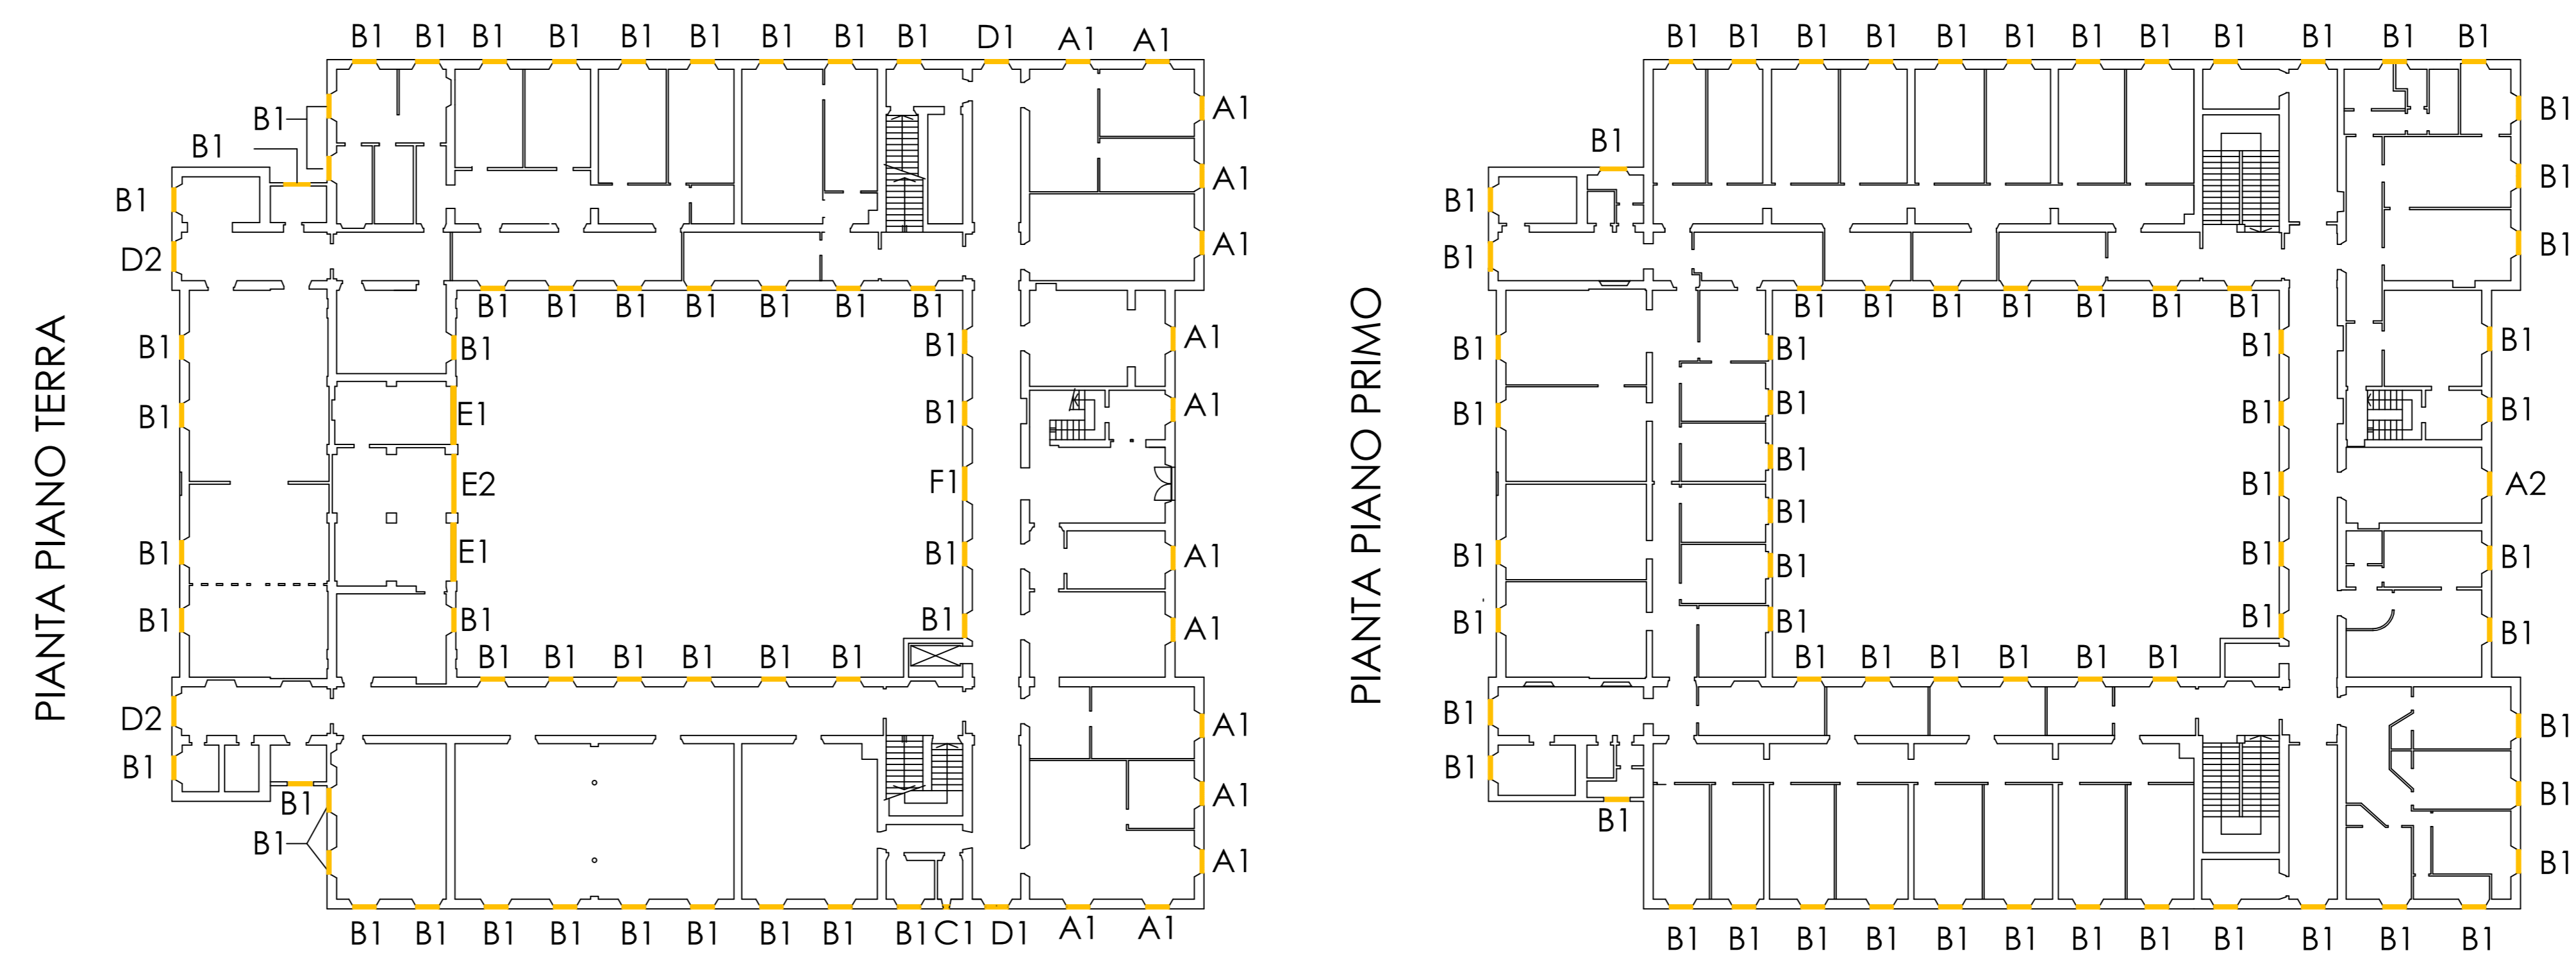 PIANTA PIANO TERRA
B1 B1 B1 B1 B1 B1 B1 B1 B1 D1 A1 A1
B1 A1
B1
B1 A1
D2 A1
B1 B1 B1 B1 B1 B1 B1
B1 B1 B1 A1
B1 E1 B1 A1
E2 F1
B1 E1 B1 A1
B1 B1 B1 A1
B1 B1 B1 B1 B1 B1
D2 A1
B1 A1
B1
B1 A1
B1 B1 B1 B1 B1 B1 B1 B1 B1 C1 D1 A1 A1
PIANTA PIANO PRIMO
B1 B1 B1 B1 B1 B1 B1 B1 B1 B1 B1 B1
B1
B1
B1 B1
B1 B1
B1 B1 B1 B1 B1 B1 B1
B1 B1 B1 B1
B1 B1 B1 B1
B1 B1 A2
B1
B1 B1 B1 B1
B1 B1 B1 B1
B1 B1 B1 B1 B1 B1
B1 B1
B1 B1
B1
B1
B1 B1 B1 B1 B1 B1 B1 B1 B1 B1 B1 B1